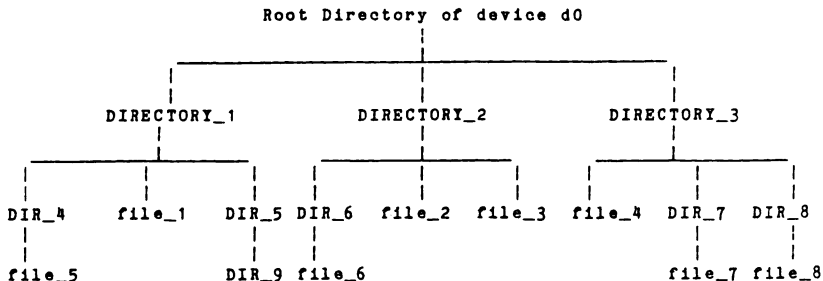 Root Directory of device d0
DIRECTORY_1 DIRECTORY_2 DIRECTORY_3
DIR_4 file_1 DIR_5 DIR_6 file_2 file_3 file_4 DIR_7 DIR_8
file_5 DIR_9 file_6 file_7 file_8